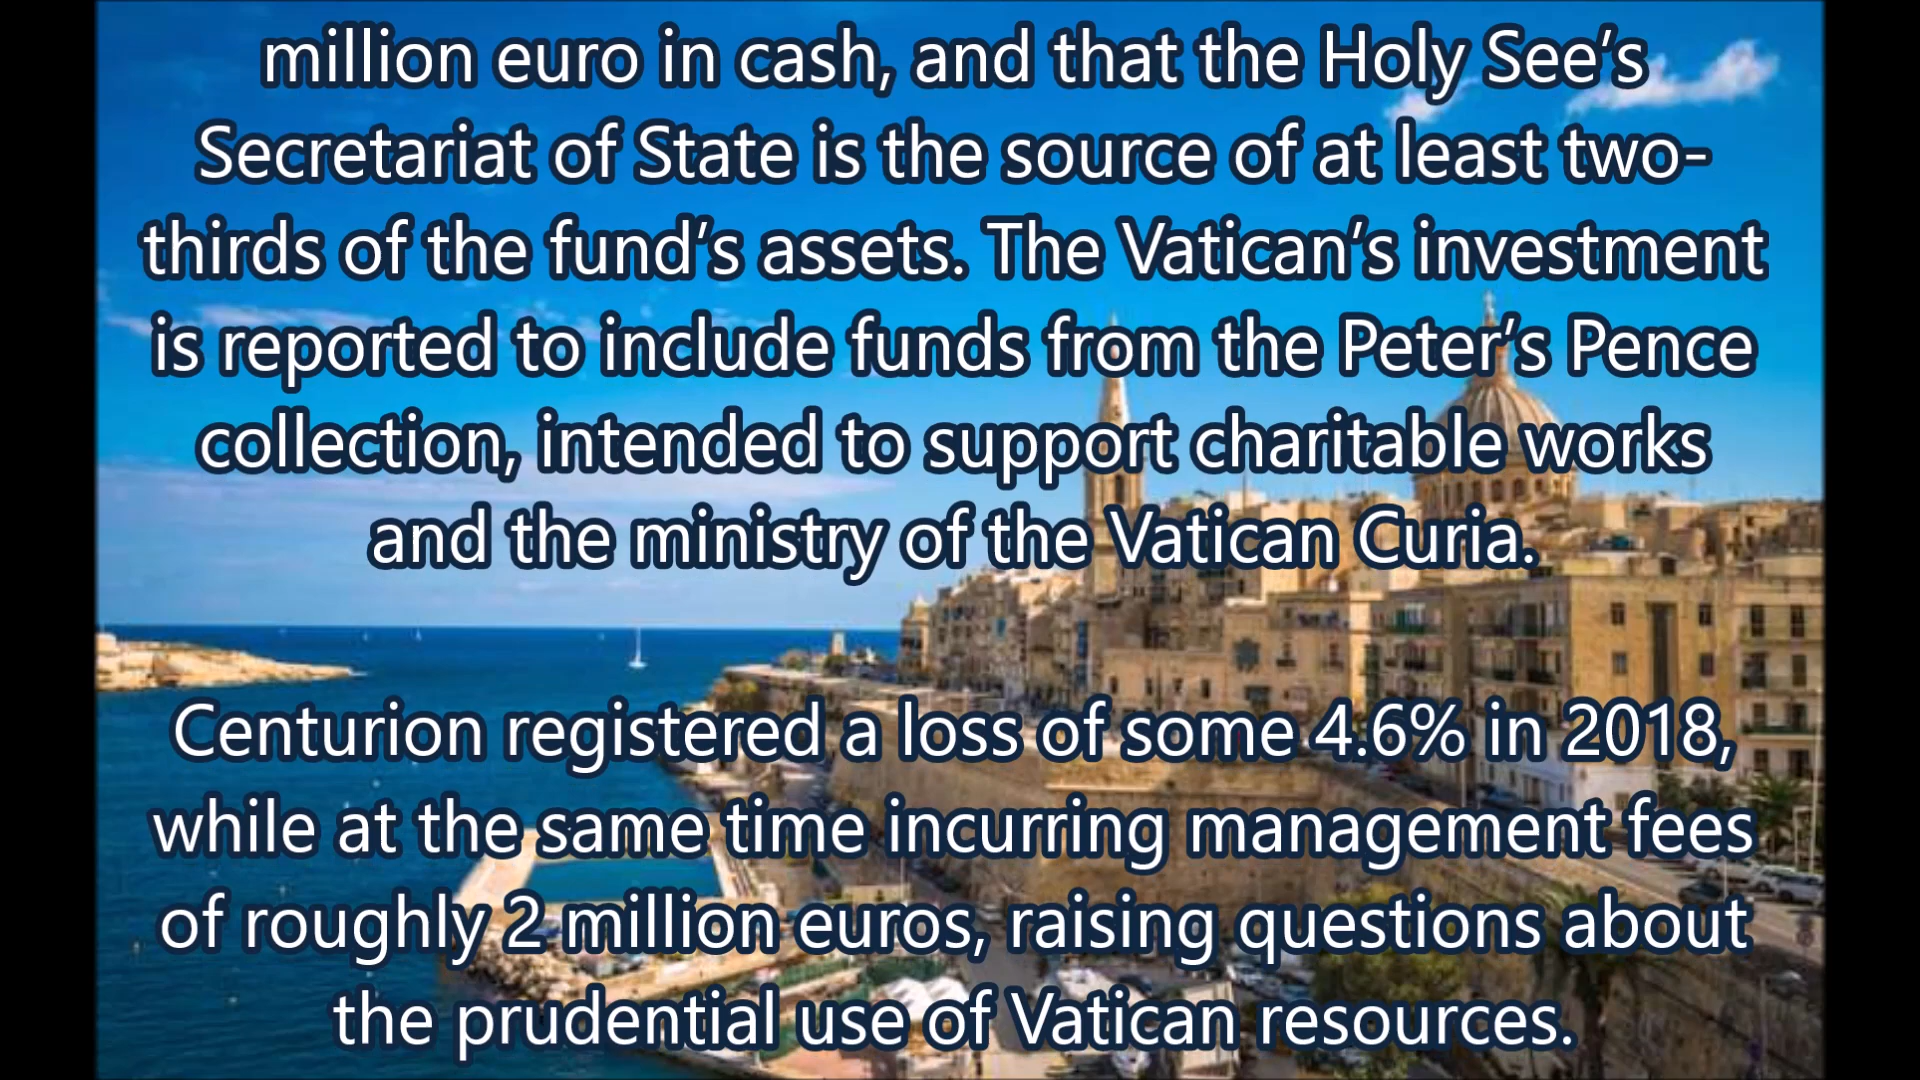 million euro in cash, and that the Holy See’s
Secretariat of State is the source of at least two-
thirds of the fund’s assets. The Vatican’s investment
is reported to include funds from the Peter’s Pence
collection, intended to support charitable works
and the ministry of the Vatican Curia.
Centurion registered a loss of some 4.6% in 2018,
while at the same time incurring management fees
of roughly 2 million euros, raising questions about
the prudential use of Vatican resources.